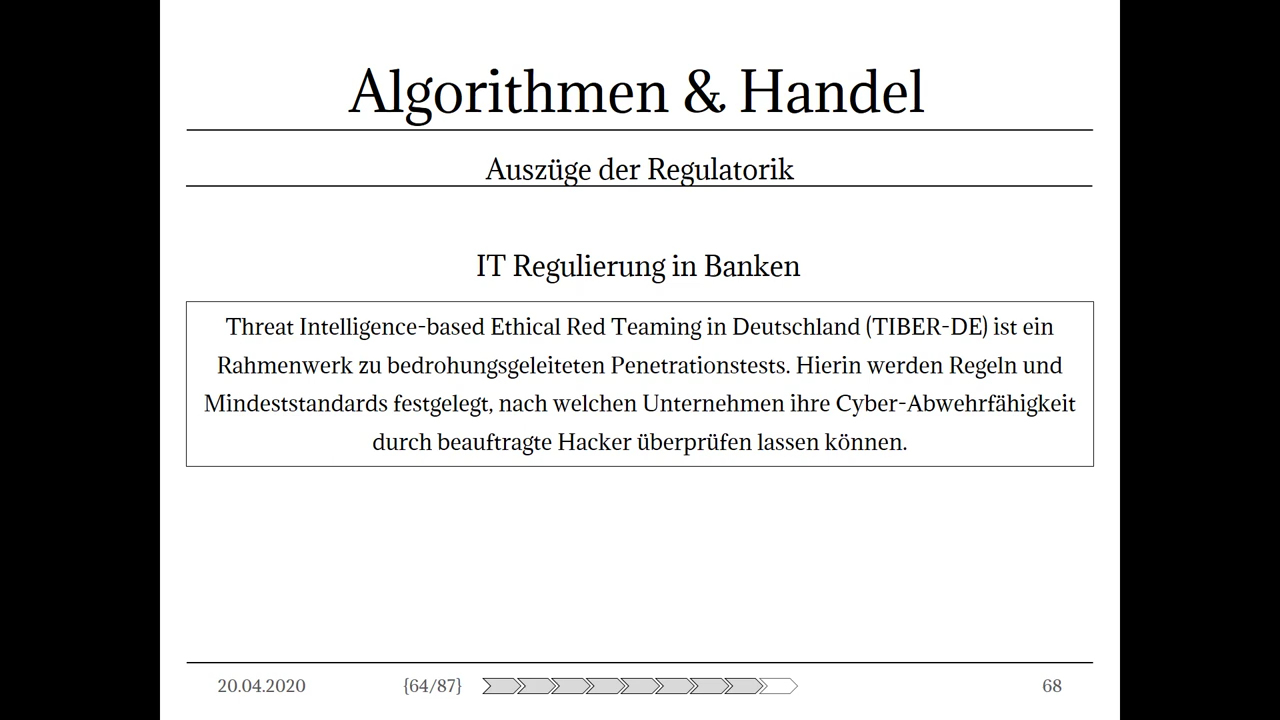 Algorithmen & Handel
Auszüge der Regulatorik
IT Regulierung in Banken
Threat Intelligence-based Ethical Red Teaming in Deutschland (TIBER-DE) ist ein
Rahmenwerk zu bedrohungsgeleiteten Penetrationstests. Hierin werden Regeln und
Mindeststandards festgelegt, nach welchen Unternehmen ihre Cyber-Abwehrfähigkeit
durch beauftragte Hacker überprüfen lassen können.
20.04.2020 {64/87} 68